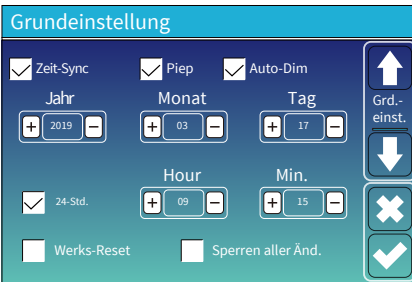 Grundeinstellung
Zeit-Sync Piep Auto-Dim
Jahr Monat Tag
+ 2019 − + 03 − + 17 −
Grd.-
einst.
Hour Min.
24-Std. + 09 − + 15 −
Werks-Reset Sperren aller Änd.